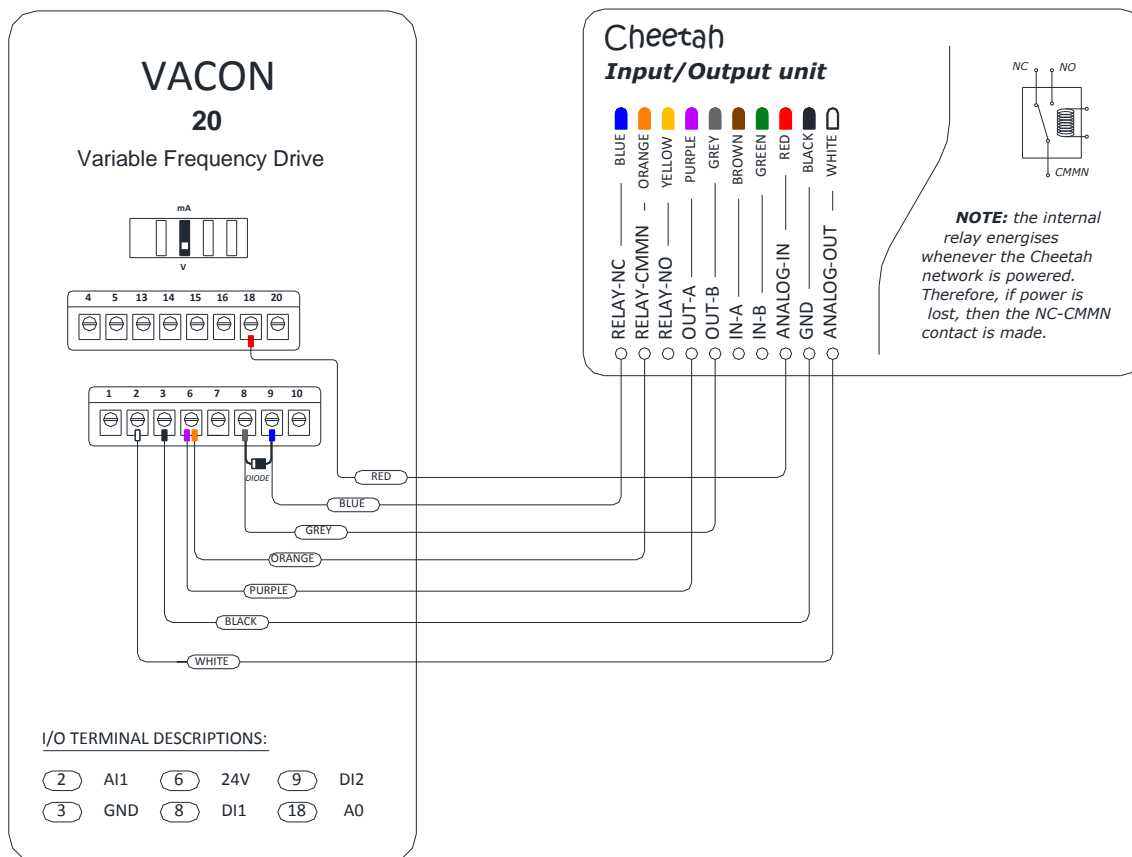 VACON
20
Variable Frequency Drive
mA
V
4 5 13 14 15 16 18 20
1 2 3 6 7 8 9 10
DIODE
RED
BLUE
GREY
ORANGE
PURPLE
BLACK
WHITE
I/O TERMINAL DESCRIPTIONS:
2 AI1 6 24V 9 DI2
3 GND 8 DI1 18 A0
Cheetah
Input/Output unit
BLUE
ORANGE
YELLOW
PURPLE
GREY
BROWN
GREEN
RED
BLACK
WHITE
RELAY-NC
RELAY-CMMN
RELAY-NO
OUT-A
OUT-B
IN-A
IN-B
ANALOG-IN
GND
ANALOG-OUT
NC NO
CMMN
NOTE: the internal
relay energises
whenever the Cheetah
network is powered.
Therefore, if power is
lost, then the NC-CMMN
contact is made.